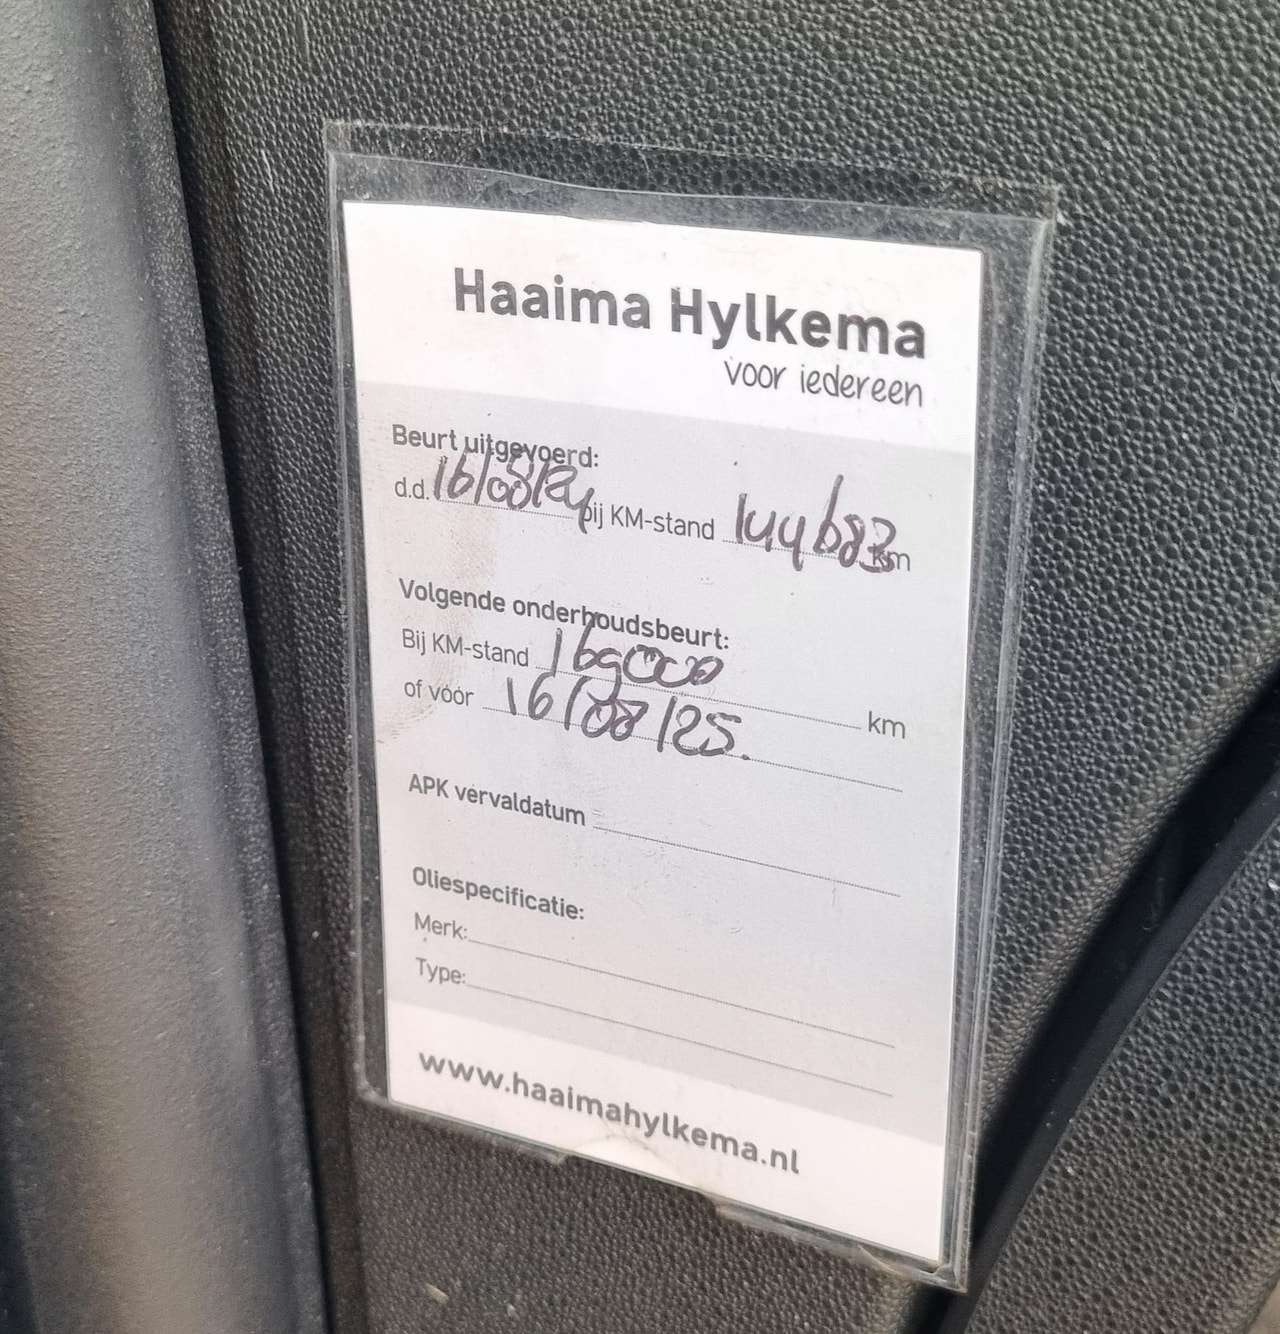 Haaima Hylkema
voor iedereen
Beurt uitgevoerd:
d.d. 16/08/24 bij KM-stand 144683 km
Volgende onderhoudsbeurt:
Bij KM-stand 169000 km
of vóór 16/08/25.
APK vervaldatum
Oliespecificatie:
Merk:
Type:
www.haaimahylkema.nl